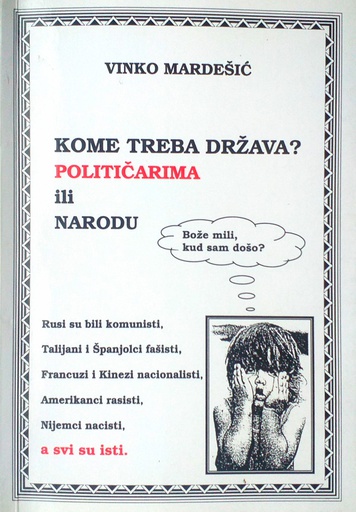 VINKO MARDEŠIĆ
KOME TREBA DRŽAVA?
POLITIČARIMA
ili
NARODU
Bože mili,
kud sam došo?
Rusi su bili komunisti,
Talijani i Španjolci fašisti,
Francuzi i Kinezi nacionalisti,
Amerikanci rasisti,
Nijemci nacisti,
a svi su isti.